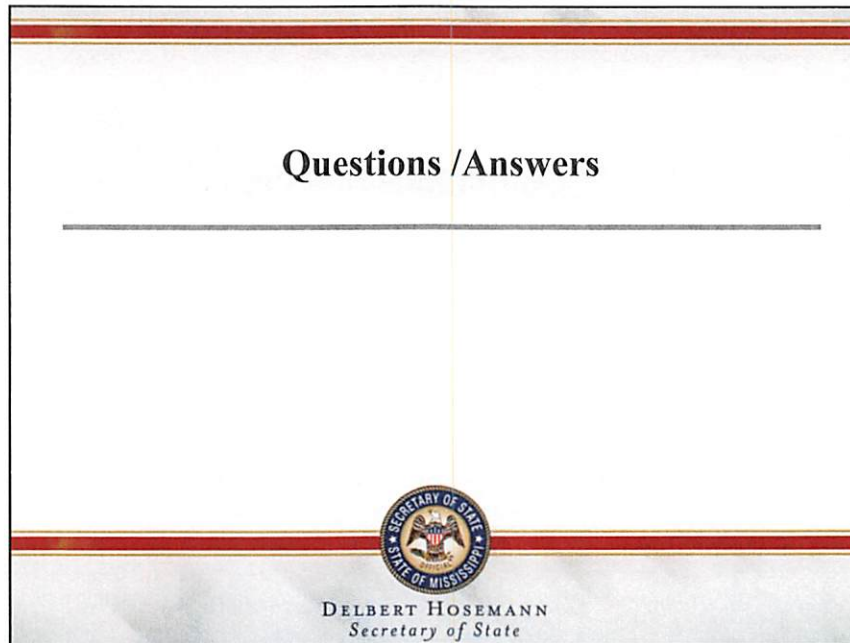 Questions /Answers
SECRETARY OF STATE
OFFICIAL
STATE OF MISSISSIPPI
DELBERT HOSEMANN
Secretary of State